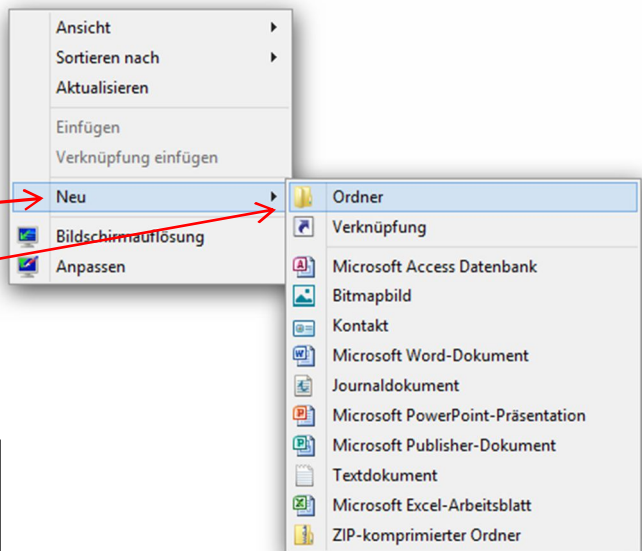 Ansicht
Sortieren nach
Aktualisieren
Einfügen
Verknüpfung einfügen
Neu
Bildschirmauflösung
Anpassen
Ordner
Verknüpfung
Microsoft Access Datenbank
Bitmapbild
Kontakt
Microsoft Word-Dokument
Journaldokument
Microsoft PowerPoint-Präsentation
Microsoft Publisher-Dokument
Textdokument
Microsoft Excel-Arbeitsblatt
ZIP-komprimierter Ordner